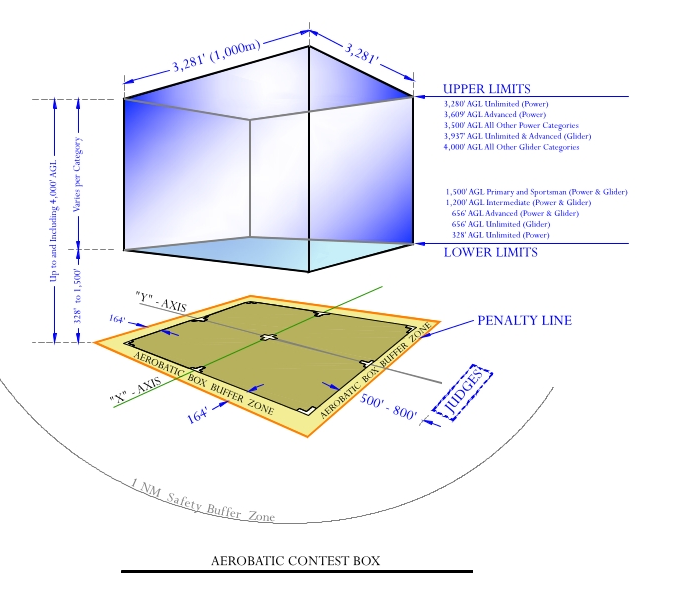 3,281' (1,000m)
3,281'
UPPER LIMITS
3,280' AGL Unlimited (Power)
3,609' AGL Advanced (Power)
3,500' AGL All Other Power Categories
3,937' AGL Unlimited & Advanced (Glider)
4,000' AGL All Other Glider Categories
Up to and Including 4,000' AGL
Varies per Category
1,500' AGL Primary and Sportsman (Power & Glider)
1,200' AGL Intermediate (Power & Glider)
656' AGL Advanced (Power & Glider)
656' AGL Unlimited (Glider)
328' AGL Unlimited (Power)
LOWER LIMITS
328' to 1,500'
"Y" - AXIS
164'
PENALTY LINE
AEROBATIC BOX BUFFER ZONE
AEROBATIC BOX BUFFER ZONE
"X" - AXIS
164'
500' - 800'
JUDGES
1 NM Safety Buffer Zone
AEROBATIC CONTEST BOX